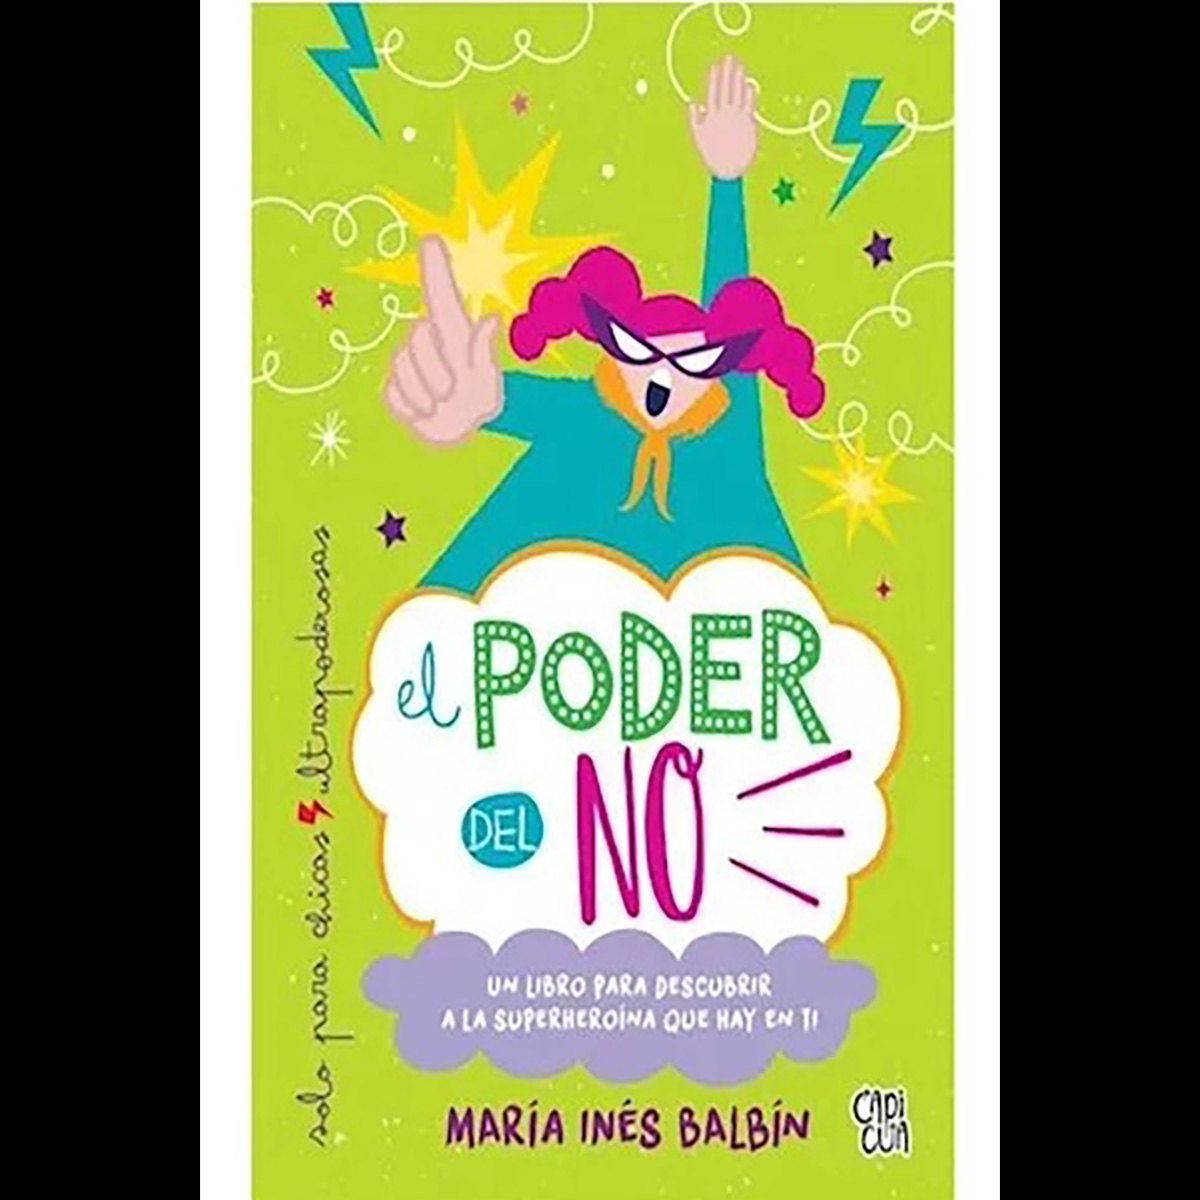 el PODER
DEL NO
UN LIBRO PARA DESCUBRIR
A LA SUPERHEROÍNA QUE HAY EN TI
MARÍA INÉS BALBÍN
CAPI
CUA
solo para chicas ultrapoderosas